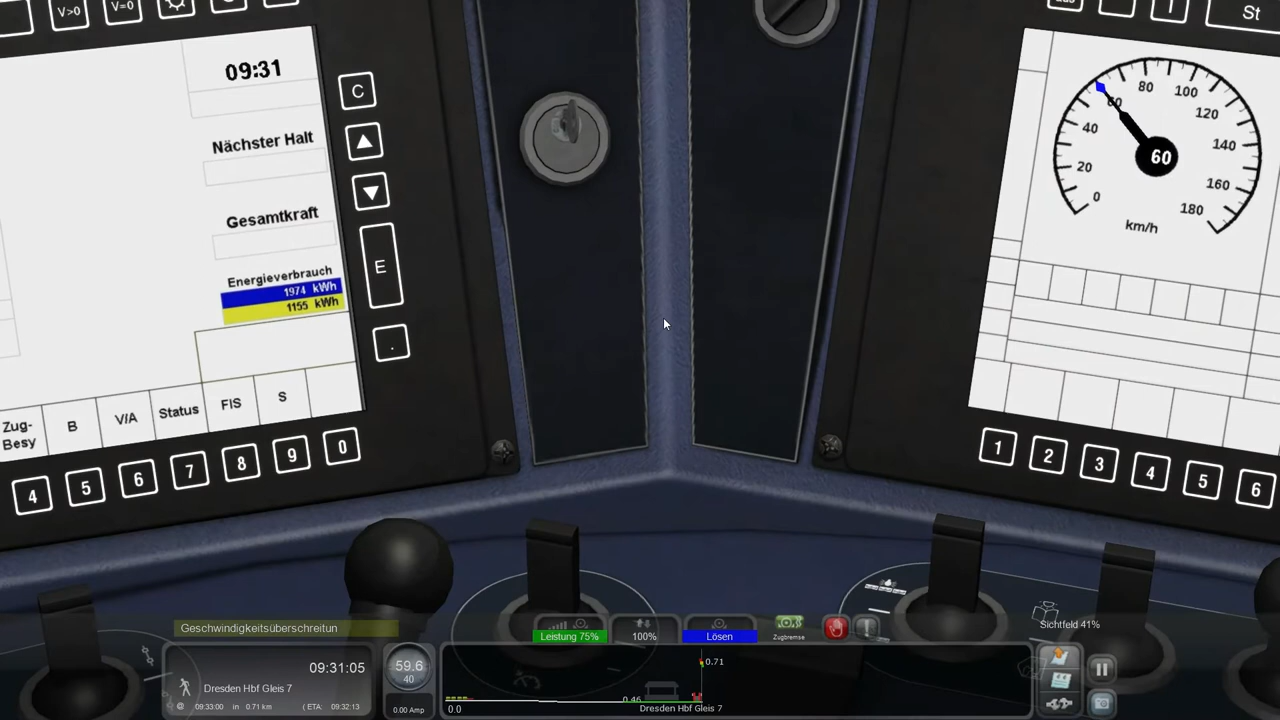 V>0
V=0
09:31
Nächster Halt
Gesamtkraft
Energieverbrauch
1974 kWh
1155 kWh
Zug-
Besy
B
V/A
Status
FIS
S
C
E
.
4
5
6
7
8
9
0
St
0
20
40
60
80
100
120
140
160
180
60
km/h
1
2
3
4
5
6
Geschwindigkeitsüberschreitun
Leistung 75%
100%
Lösen
Zugbremse
Sichtfeld 41%
09:31:05
Dresden Hbf Gleis 7
@ 09:33:00 in 0.71 km ( ETA: 09:32:13
59.6
40
0.00 Amp
0.71
0.46
0.0
Dresden Hbf Gleis 7